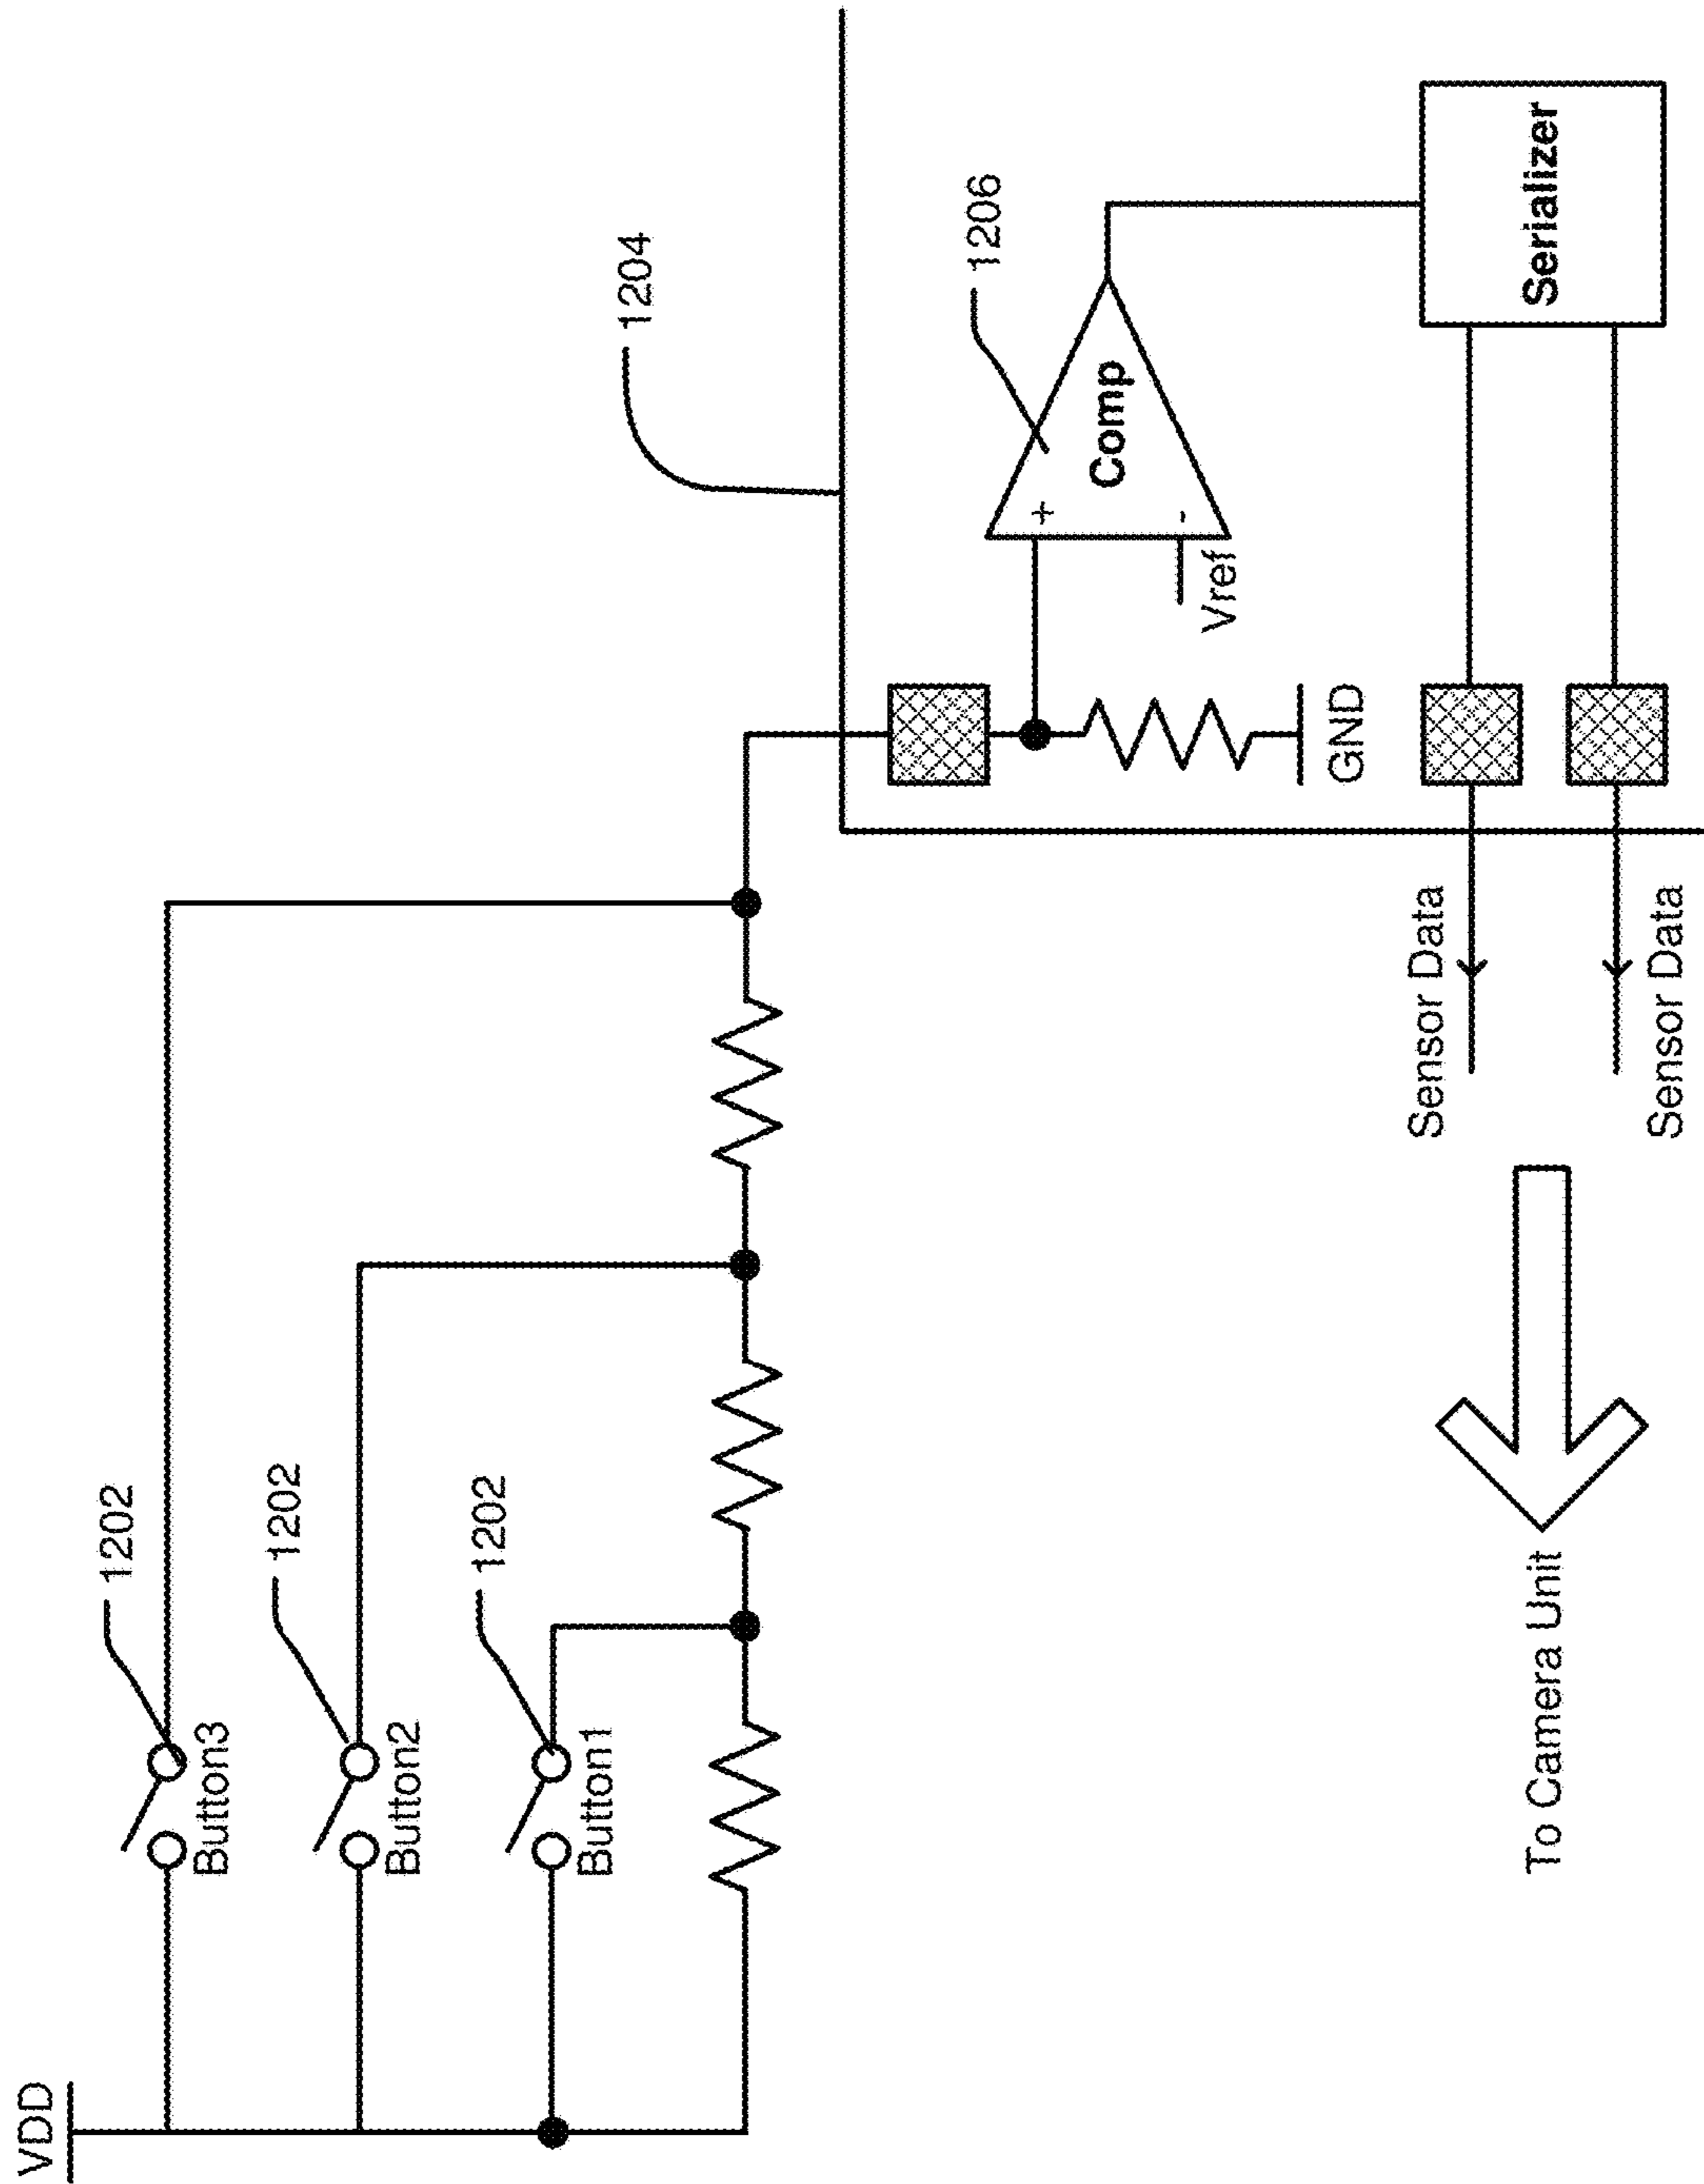 VDD
1202
Button3
1202
Button2
1202
Button1
1204
1206
+
Comp
-
Vref
GND
Serializer
Sensor Data
Sensor Data
To Camera Unit